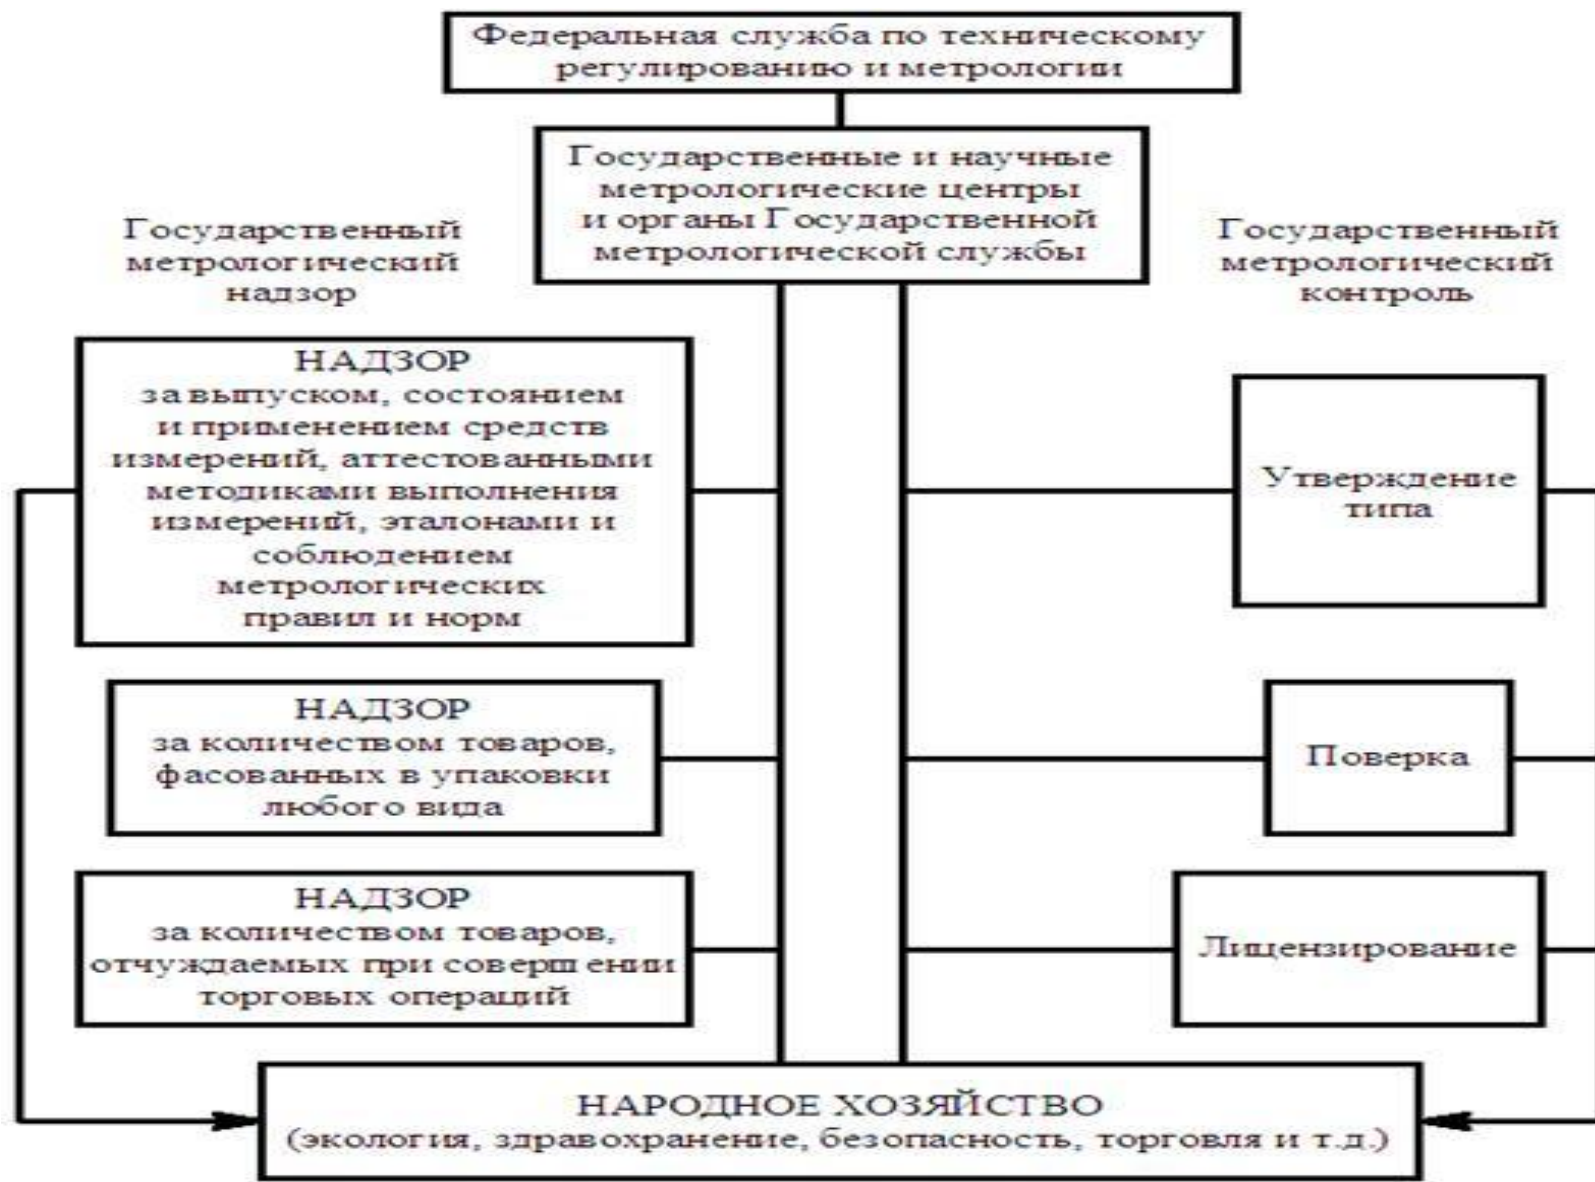 Федеральная служба по техническому
регулированию и метрологии
Государственные и научные
метрологические центры
и органы Государственной
метрологической службы
Государственный
метрологический
надзор
Государственный
метрологический
контроль
НАДЗОР
за выпуском, состоянием
и применением средств
измерений, аттестованными
методиками выполнения
измерений, эталонами и
соблюдением
метрологических
правил и норм
Утверждение
типа
НАДЗОР
за количеством товаров,
фасованных в упаковки
любого вида
Поверка
НАДЗОР
за количеством товаров,
отчуждаемых при совершении
торговых операций
Лицензирование
НАРОДНОЕ ХОЗЯЙСТВО
(экология, здравохранение, безопасность, торговля и т.д.)